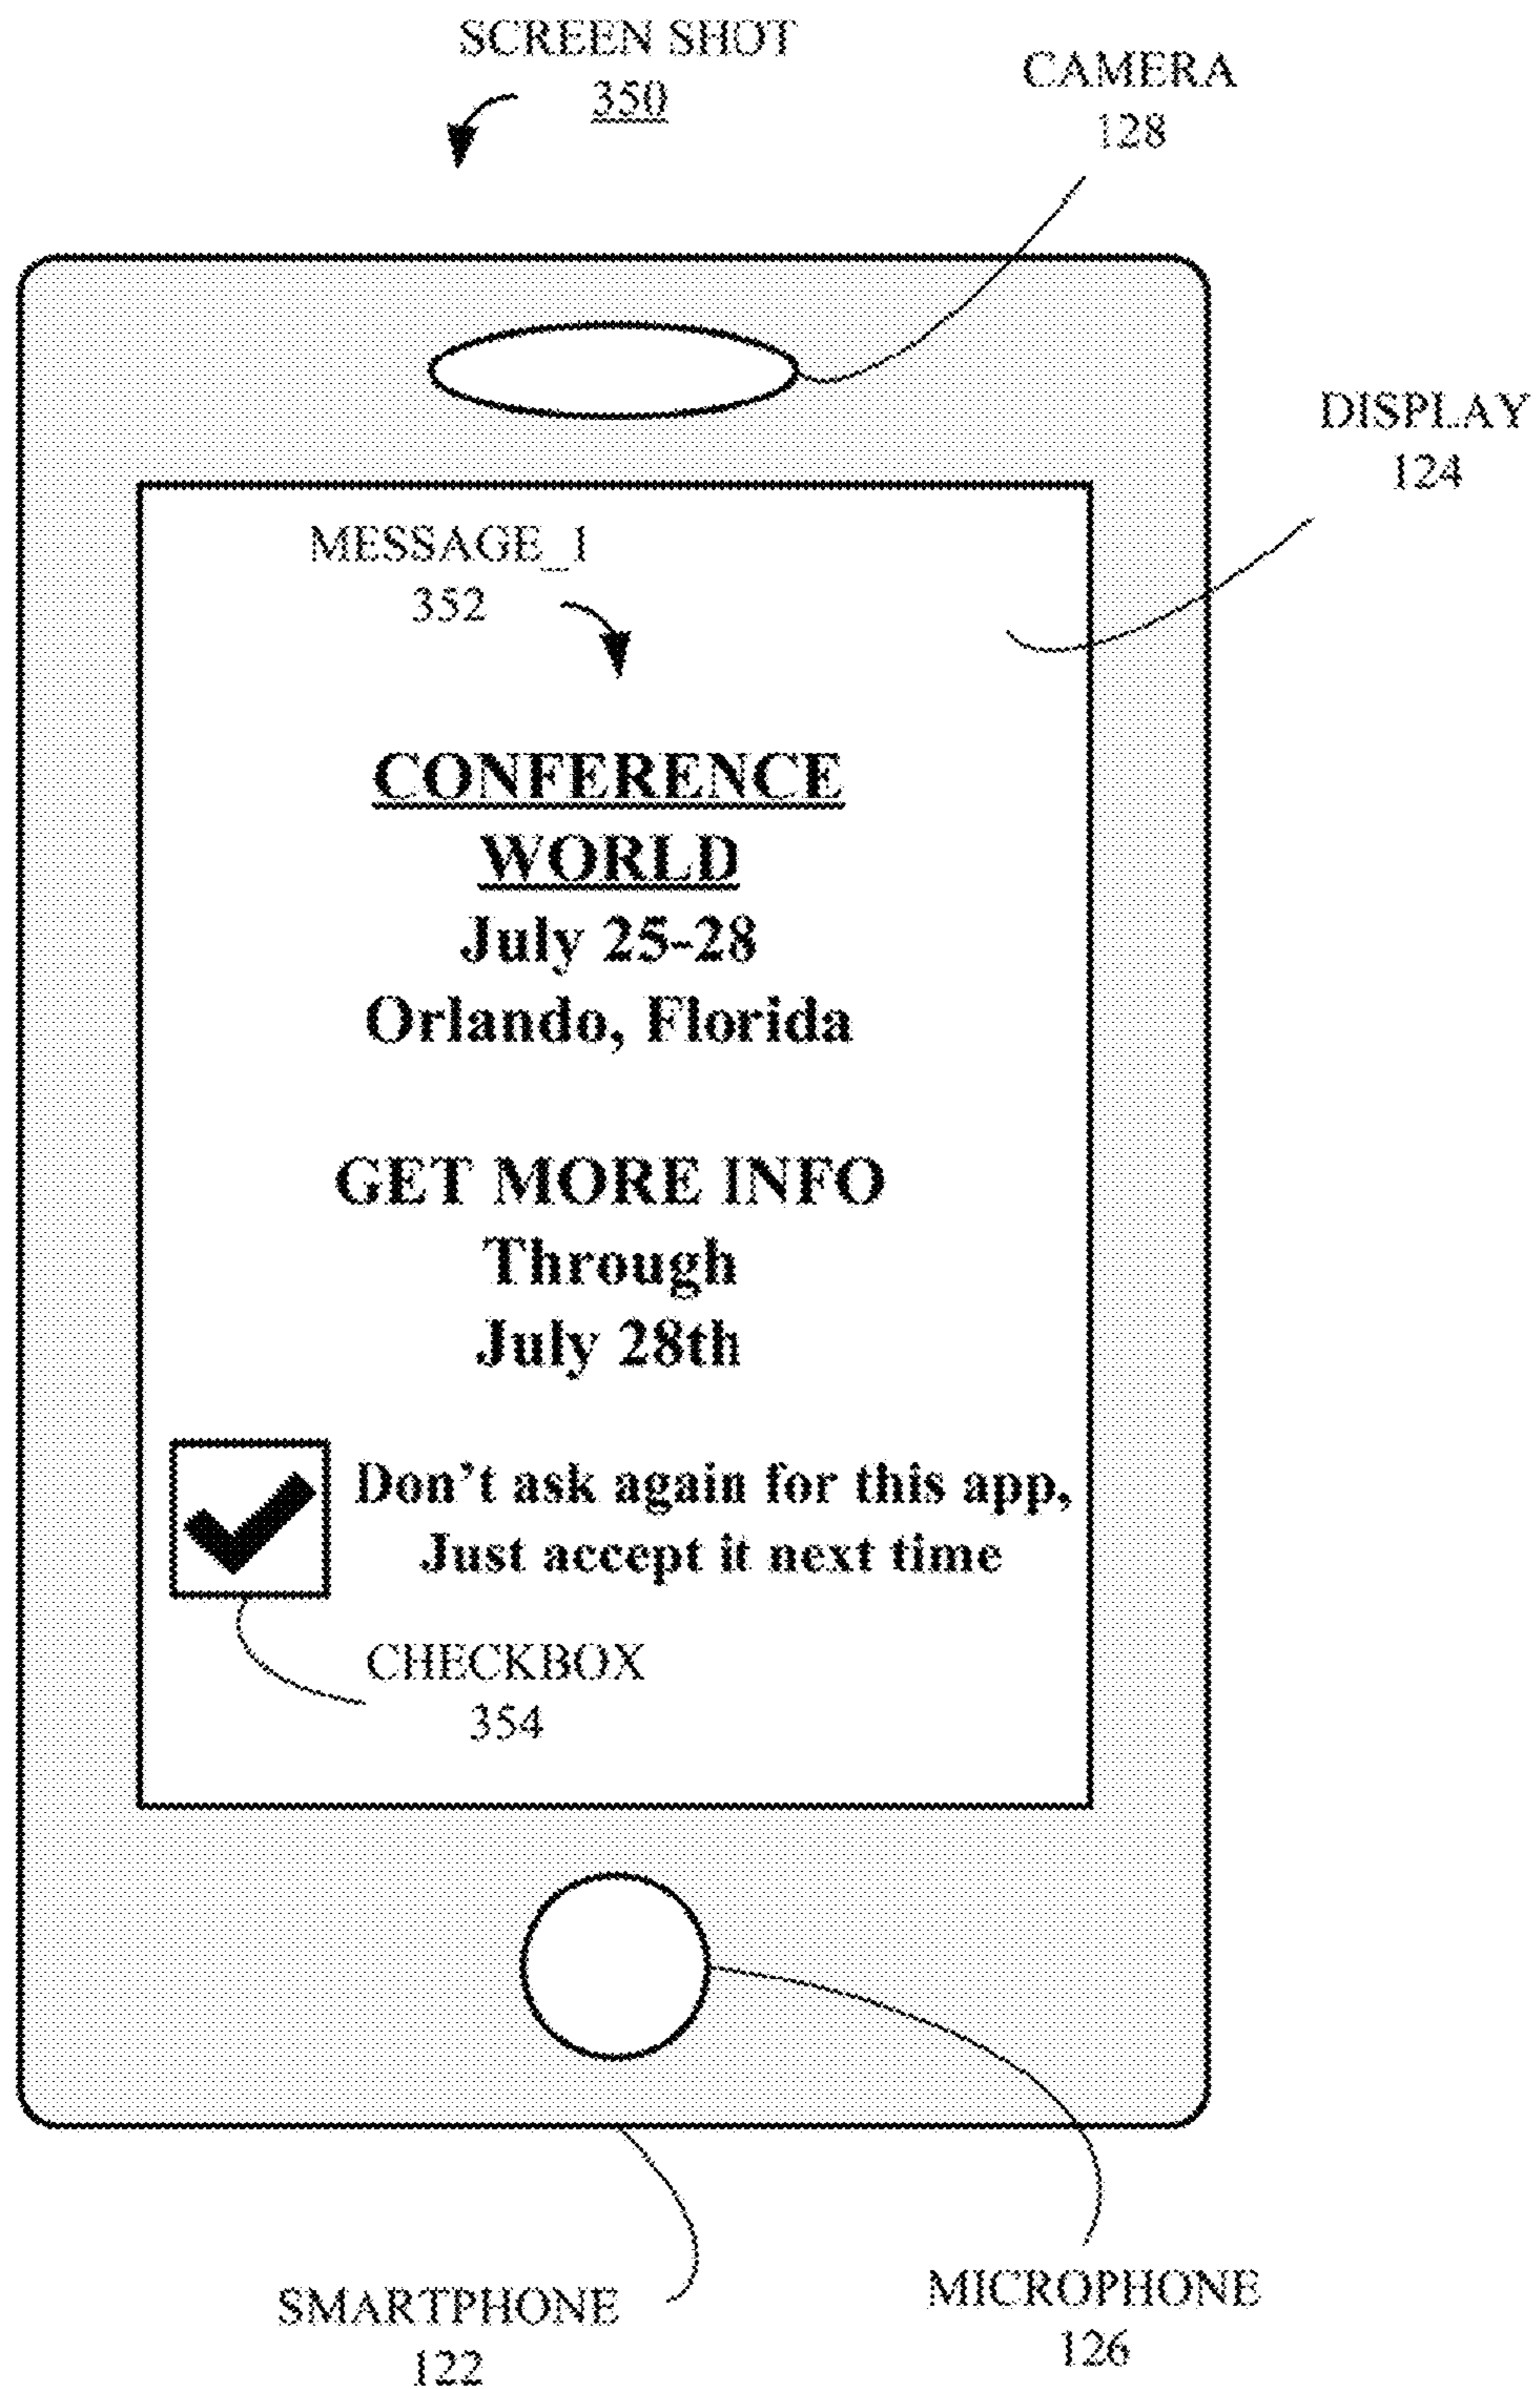 SCREEN SHOT
350
CAMERA
128
DISPLAY
124
MESSAGE_1
352
CONFERENCE
WORLD
July 25-28
Orlando, Florida
GET MORE INFO
Through
July 28th
Don't ask again for this app,
Just accept it next time
CHECKBOX
354
SMARTPHONE
122
MICROPHONE
126